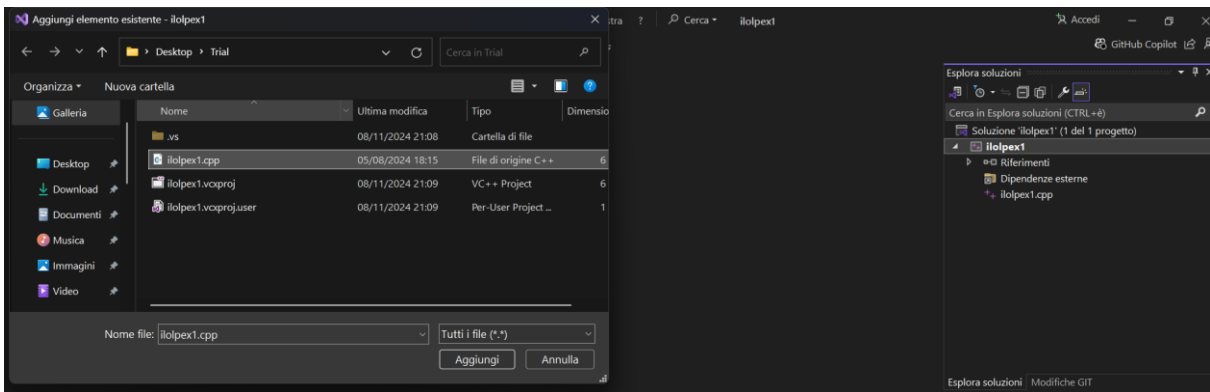 Aggiungi elemento esistente - ilolpex1
Desktop > Trial
Cerca in Trial
Organizza Nuova cartella
Galleria
Desktop
Download
Documenti
Musica
Immagini
Video
Nome Ultima modifica Tipo Dimensio
.vs 08/11/2024 21:08 Cartella di file
ilolpex1.cpp 05/08/2024 18:15 File di origine C++ 6
ilolpex1.vcxproj 08/11/2024 21:09 VC++ Project 6
ilolpex1.vcxproj.user 08/11/2024 21:09 Per-User Project ... 1
Nome file: ilolpex1.cpp Tutti i file (*.*)
Aggiungi Annulla
stra ? Cerca ilolpex1 Accedi
GitHub Copilot
Esplora soluzioni
Cerca in Esplora soluzioni (CTRL+è)
Soluzione 'ilolpex1' (1 del 1 progetto)
ilolpex1
Riferimenti
Dipendenze esterne
ilolpex1.cpp
Esplora soluzioni Modifiche GIT